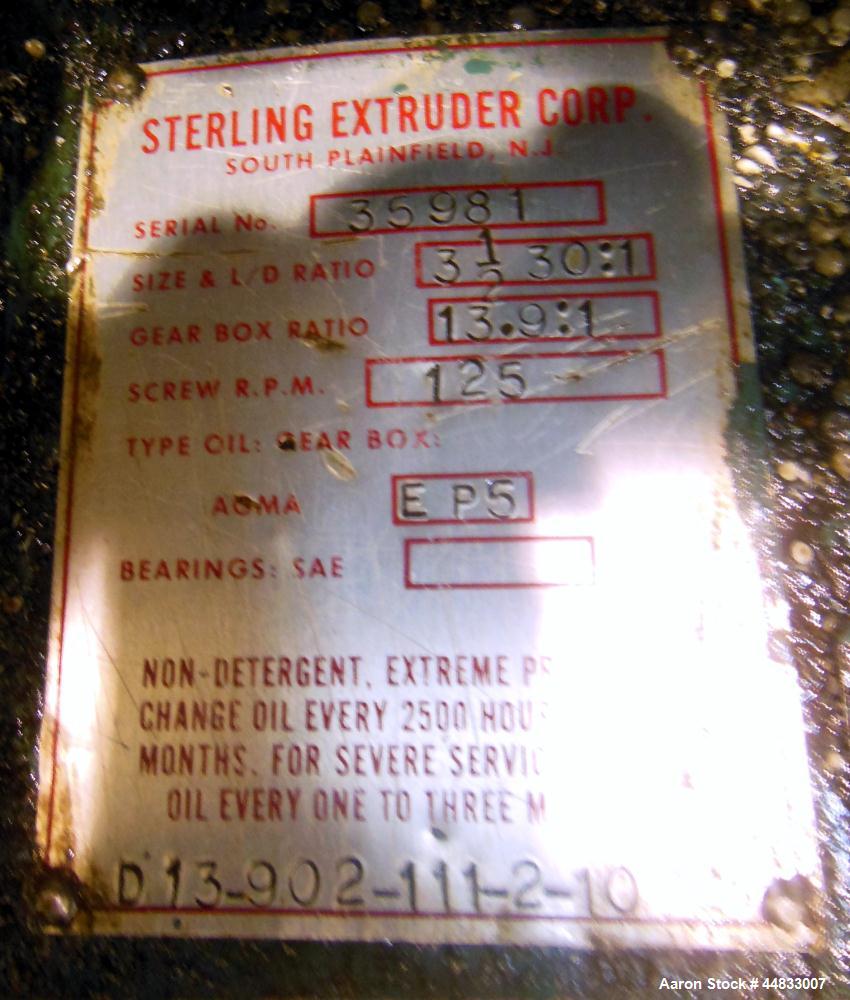 STERLING EXTRUDER CORP.
SOUTH PLAINFIELD, N.J.
SERIAL No. 35981
SIZE & L/D RATIO 3 1/2 30:1
GEAR BOX RATIO 13.9:1
SCREW R.P.M. 125
TYPE OIL: GEAR BOX:
AGMA E P5
BEARINGS: SAE
NON-DETERGENT, EXTREME
CHANGE OIL EVERY 2500
MONTHS. FOR SEVERE
OIL EVERY ONE TO THREE
D13-902-111-2-10
Aaron Stock # 44833007